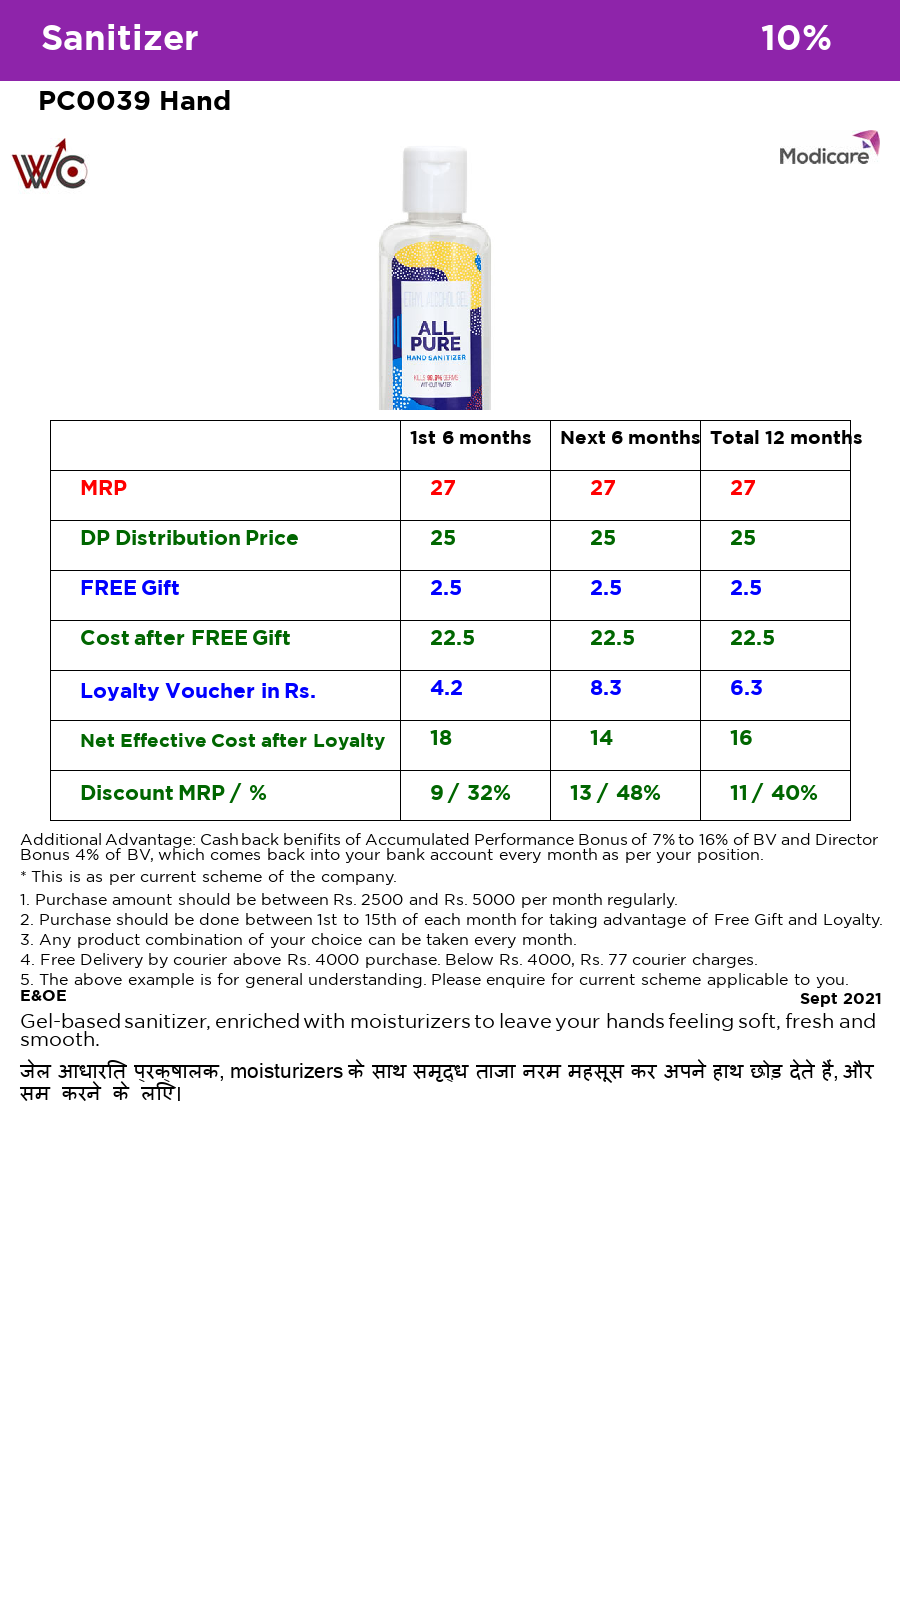 Sanitizer 10%
PC0039 Hand
WC
Modicare
ETHYL ALCOHOL GEL
ALL
PURE
HAND SANITIZER
KILLS 99.9% GERMS
WITHOUT WATER
1st 6 months Next 6 months Total 12 months
MRP 27 27 27
DP Distribution Price 25 25 25
FREE Gift 2.5 2.5 2.5
Cost after FREE Gift 22.5 22.5 22.5
Loyalty Voucher in Rs. 4.2 8.3 6.3
Net Effective Cost after Loyalty 18 14 16
Discount MRP / % 9 / 32% 13 / 48% 11 / 40%
Additional Advantage: Cashback benifits of Accumulated Performance Bonus of 7% to 16% of BV and Director
Bonus 4% of BV, which comes back into your bank account every month as per your position.
* This is as per current scheme of the company.
1. Purchase amount should be between Rs. 2500 and Rs. 5000 per month regularly.
2. Purchase should be done between 1st to 15th of each month for taking advantage of Free Gift and Loyalty.
3. Any product combination of your choice can be taken every month.
4. Free Delivery by courier above Rs. 4000 purchase. Below Rs. 4000, Rs. 77 courier charges.
5. The above example is for general understanding. Please enquire for current scheme applicable to you.
E&OE Sept 2021
Gel-based sanitizer, enriched with moisturizers to leave your hands feeling soft, fresh and
smooth.
जेल आधारित प्रक्षालक, moisturizers के साथ समृद्ध ताजा नरम महसूस कर अपने हाथ छोड़ देते हैं, और
सम करने के लिए।